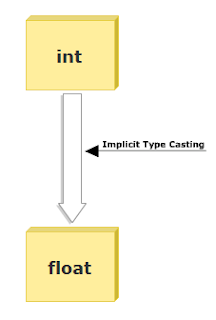 int
Implicit Type Casting
float